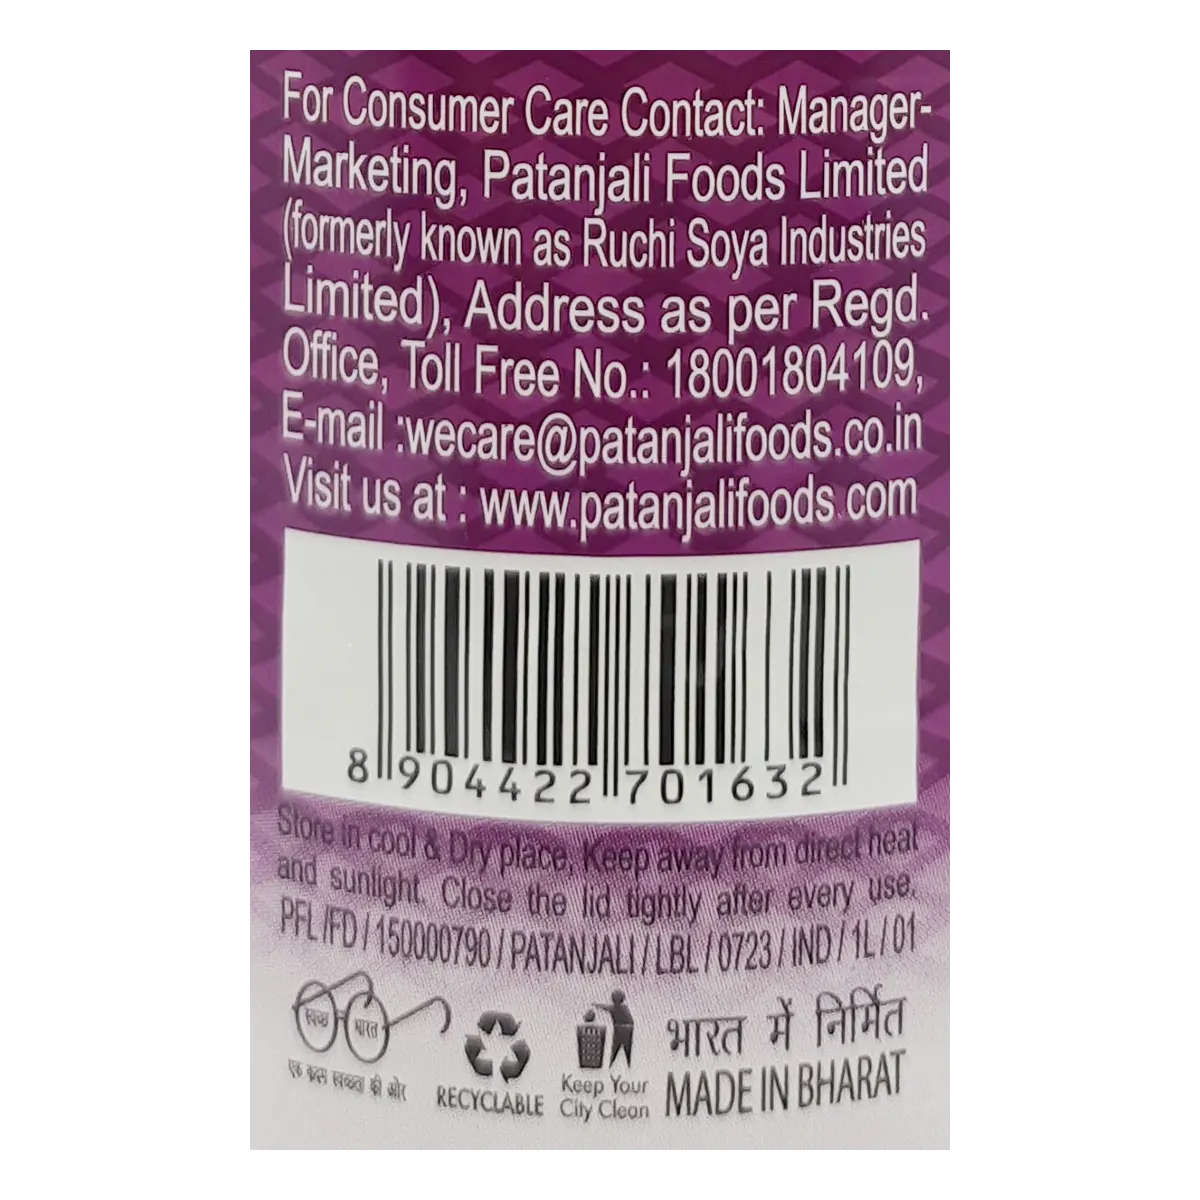 For Consumer Care Contact: Manager-
Marketing, Patanjali Foods Limited
(formerly known as Ruchi Soya Industries
Limited), Address as per Regd.
Office, Toll Free No.: 18001804109,
E-mail :wecare@patanjalifoods.co.in
Visit us at : www.patanjalifoods.com
8 904422 701632
Store in cool & Dry place, Keep away from direct heat
and sunlight. Close the lid tightly after every use.
PFL /FD / 150000790 / PATANJALI / LBL / 0723 / IND / 1L / 01
स्वच्छ भारत
एक कदम स्वच्छता की ओर
RECYCLABLE
Keep Your
City Clean
भारत में निर्मित
MADE IN BHARAT